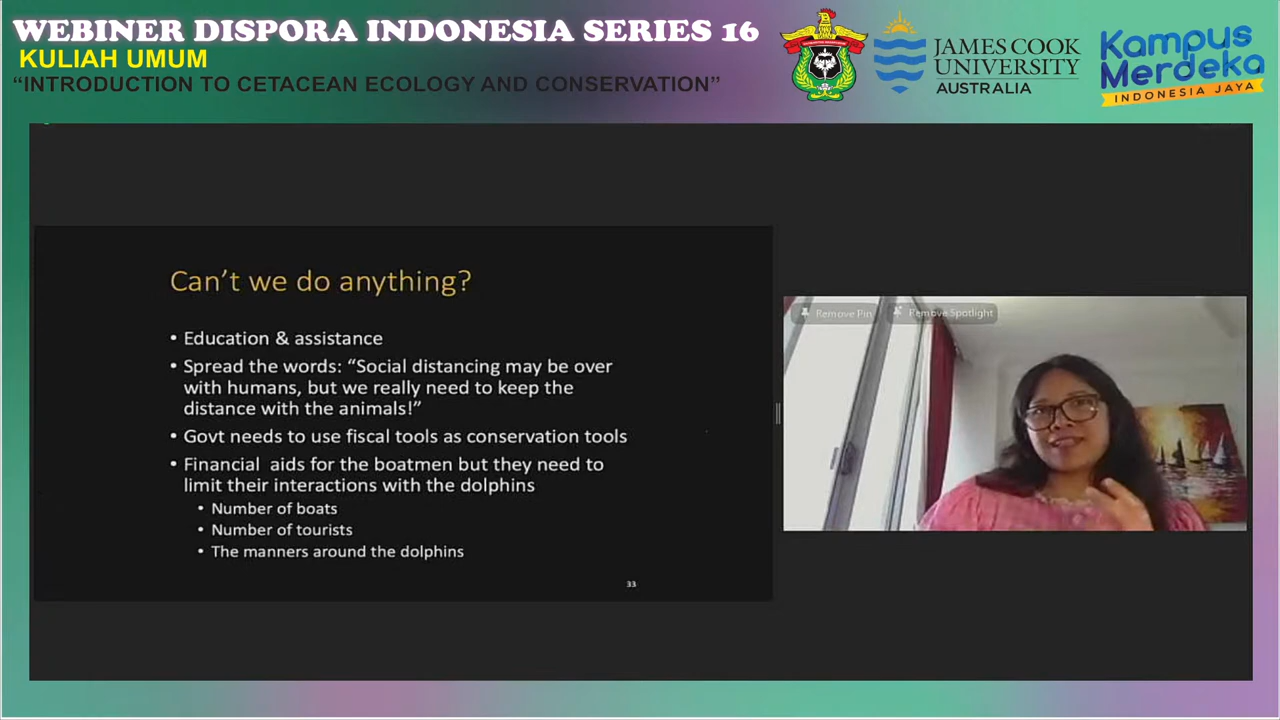 WEBINER DISPORA INDONESIA SERIES 16
KULIAH UMUM
“INTRODUCTION TO CETACEAN ECOLOGY AND CONSERVATION”
JAMES COOK
UNIVERSITY
AUSTRALIA
Kampus
Merdeka
INDONESIA JAYA
Can’t we do anything?
• Education & assistance
• Spread the words: “Social distancing may be over
with humans, but we really need to keep the
distance with the animals!”
• Govt needs to use fiscal tools as conservation tools
• Financial aids for the boatmen but they need to
limit their interactions with the dolphins
• Number of boats
• Number of tourists
• The manners around the dolphins
33
Remove Pin
Remove Spotlight